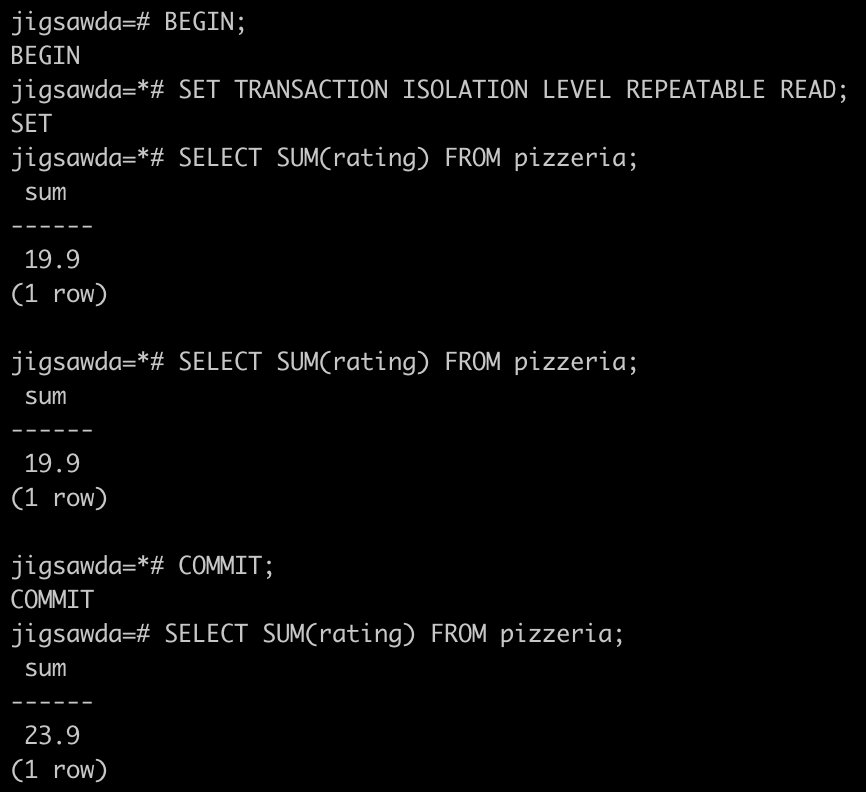 jigsawda=# BEGIN;
BEGIN
jigsawda=*# SET TRANSACTION ISOLATION LEVEL REPEATABLE READ;
SET
jigsawda=*# SELECT SUM(rating) FROM pizzeria;
 sum
------
 19.9
(1 row)

jigsawda=*# SELECT SUM(rating) FROM pizzeria;
 sum
------
 19.9
(1 row)

jigsawda=*# COMMIT;
COMMIT
jigsawda=# SELECT SUM(rating) FROM pizzeria;
 sum
------
 23.9
(1 row)